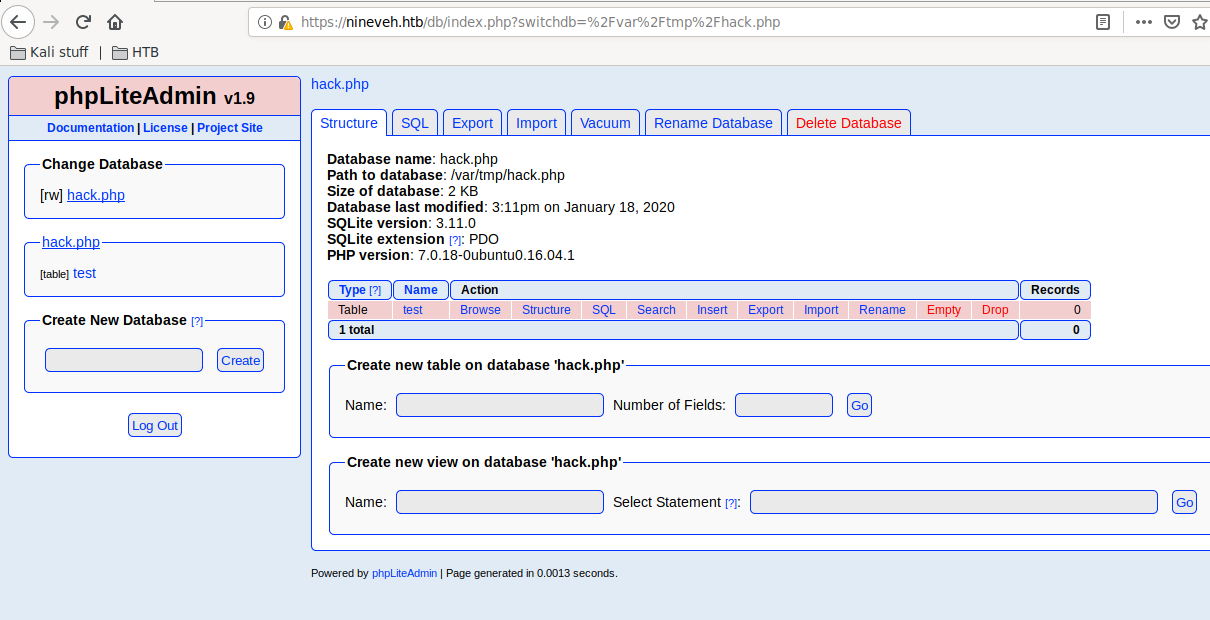 https://nineveh.htb/db/index.php?switchdb=%2Fvar%2Ftmp%2Fhack.php
Kali stuff | HTB
phpLiteAdmin v1.9
Documentation | License | Project Site
Change Database
[rw] hack.php
hack.php
[table] test
Create New Database [?]
Create
Log Out
hack.php
Structure SQL Export Import Vacuum Rename Database Delete Database
Database name: hack.php
Path to database: /var/tmp/hack.php
Size of database: 2 KB
Database last modified: 3:11pm on January 18, 2020
SQLite version: 3.11.0
SQLite extension [?]: PDO
PHP version: 7.0.18-0ubuntu0.16.04.1
Type [?] Name Action Records
Table test Browse Structure SQL Search Insert Export Import Rename Empty Drop 0
1 total 0
Create new table on database 'hack.php'
Name: Number of Fields: Go
Create new view on database 'hack.php'
Name: Select Statement [?]: Go
Powered by phpLiteAdmin | Page generated in 0.0013 seconds.